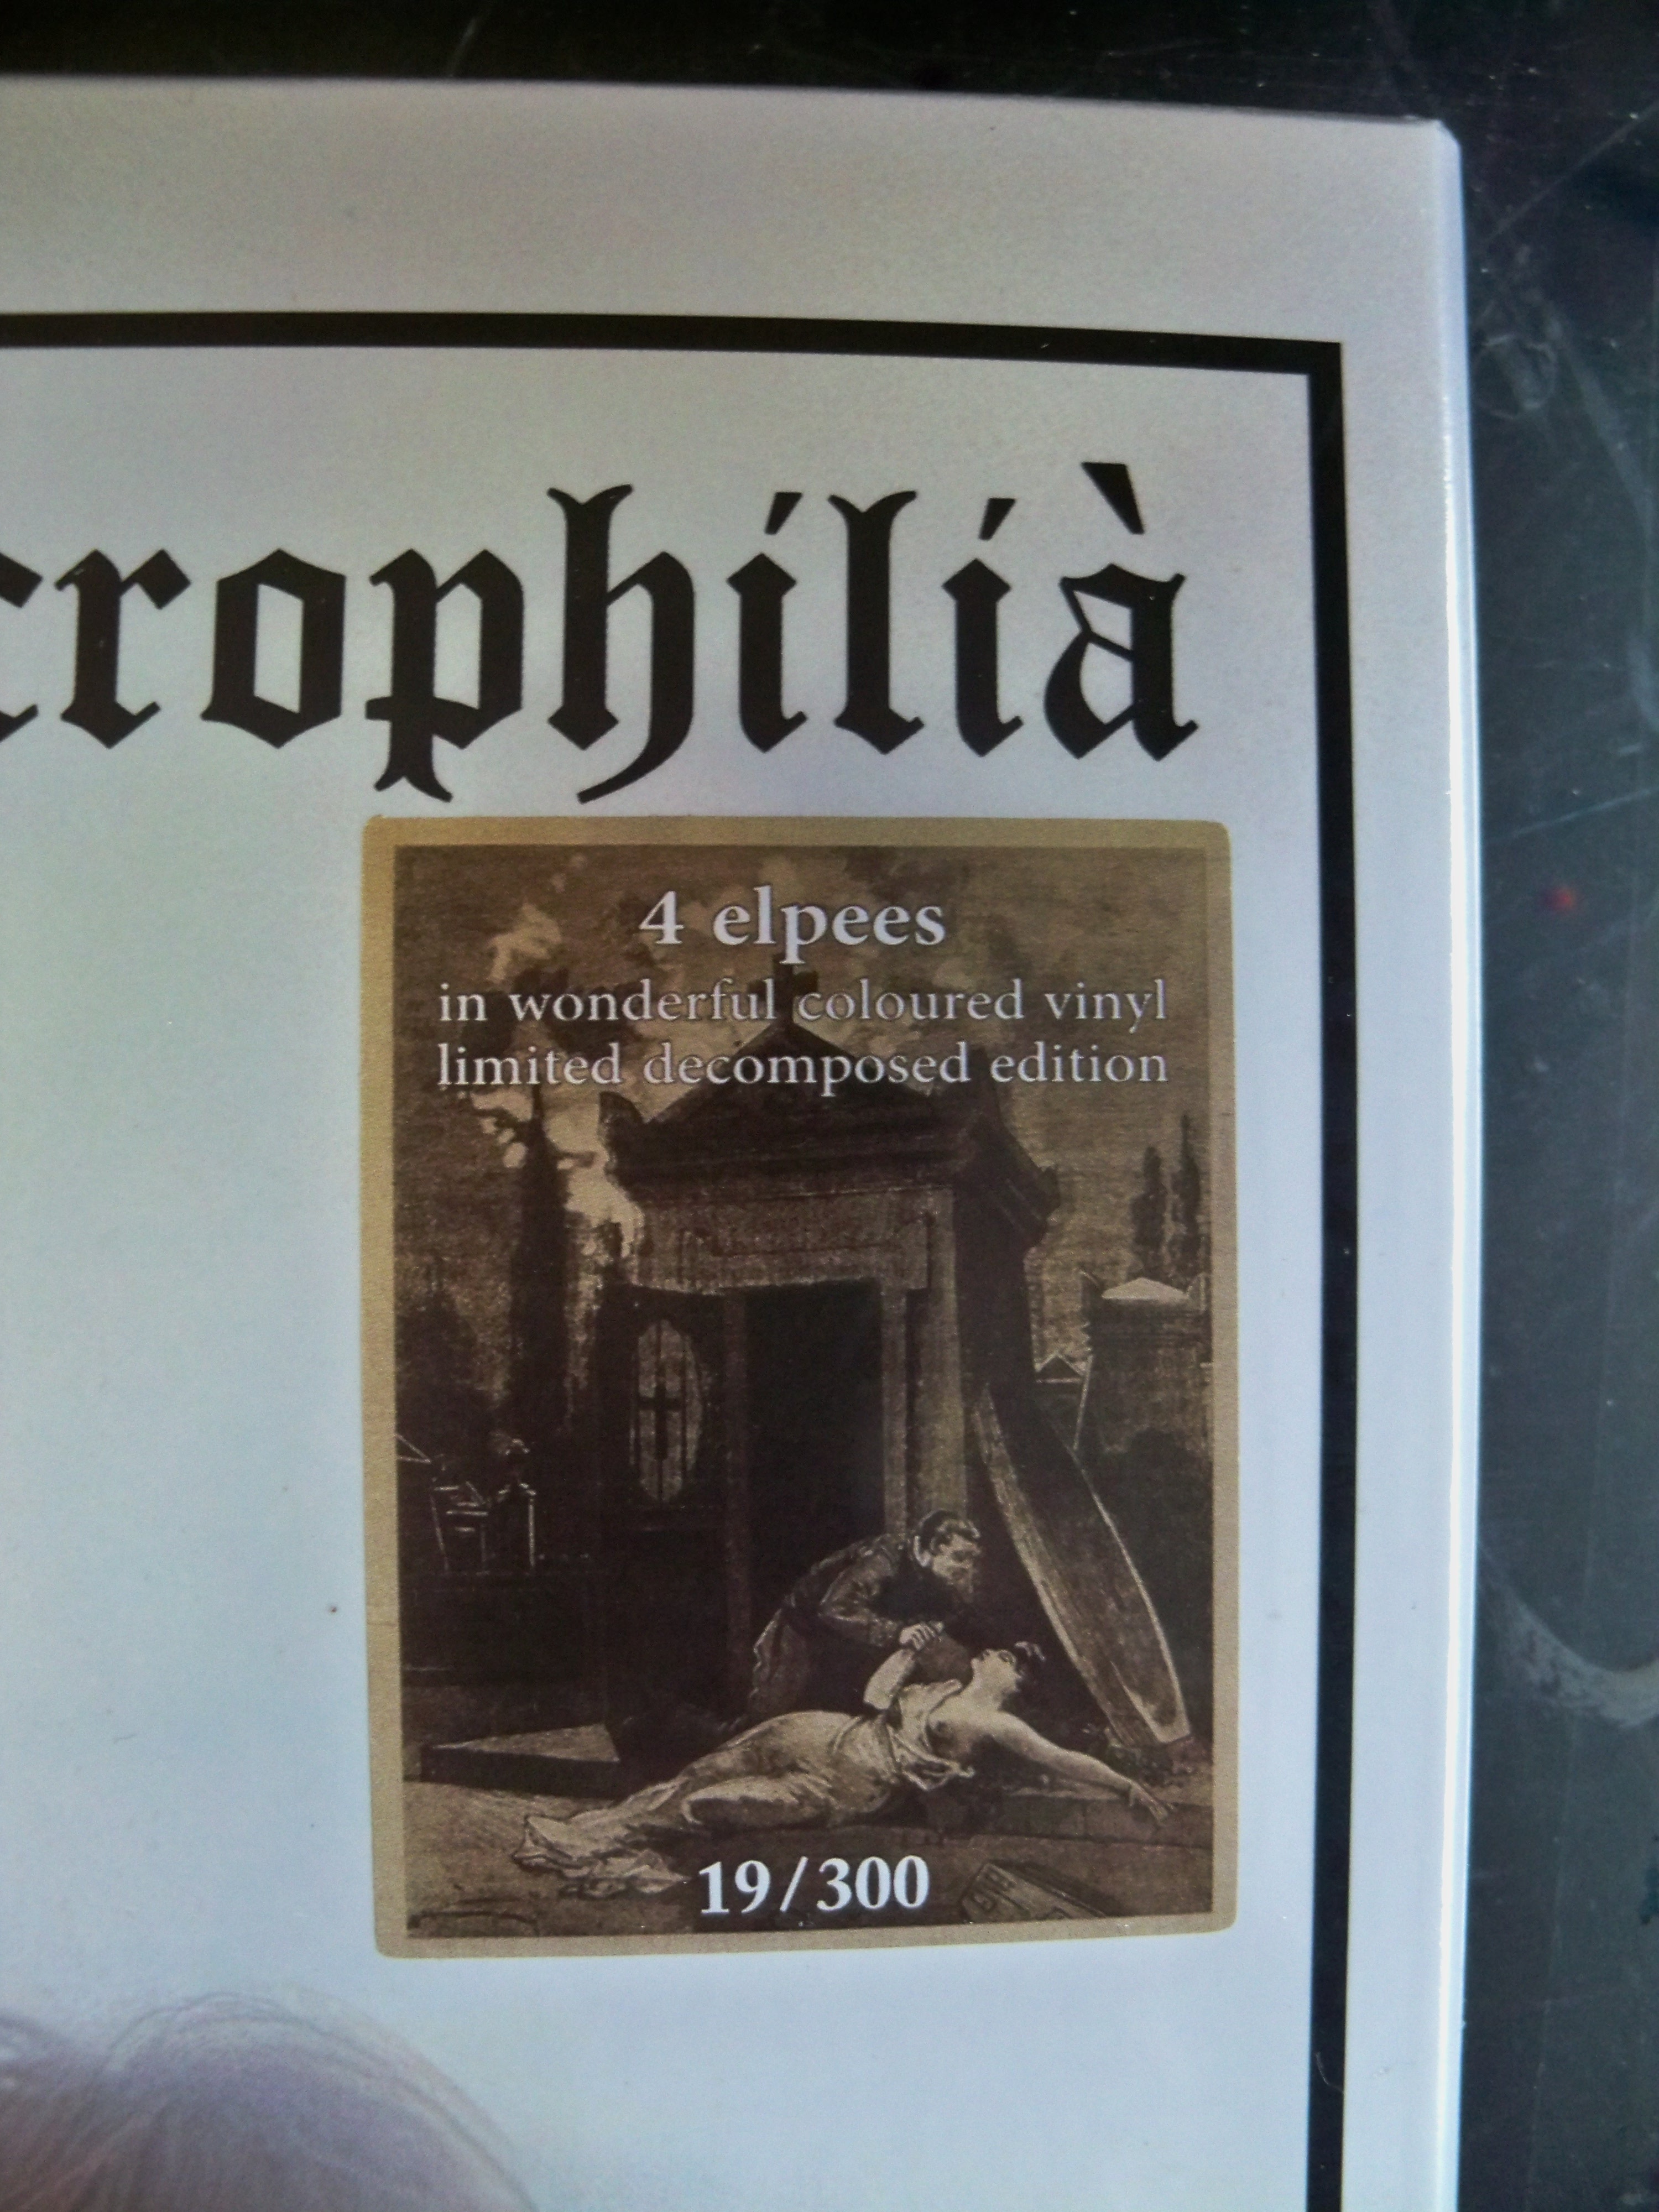 crophilià
4 elpees
in wonderful coloured vinyl
limited decomposed edition
19/300